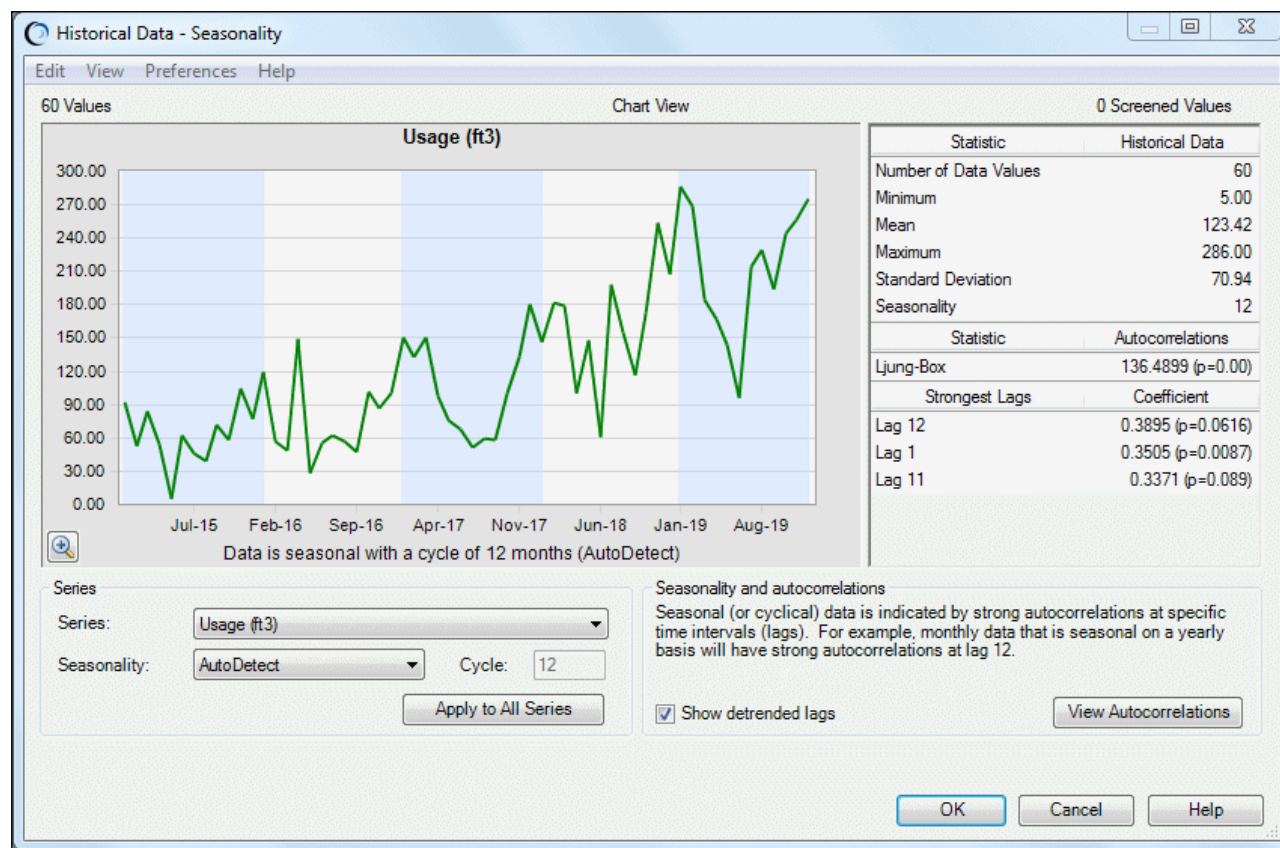 Historical Data - Seasonality
Edit View Preferences Help
60 Values Chart View 0 Screened Values
Usage (ft3)
300.00
270.00
240.00
210.00
180.00
150.00
120.00
90.00
60.00
30.00
0.00
Jul-15 Feb-16 Sep-16 Apr-17 Nov-17 Jun-18 Jan-19 Aug-19
Data is seasonal with a cycle of 12 months (AutoDetect)
Statistic Historical Data
Number of Data Values 60
Minimum 5.00
Mean 123.42
Maximum 286.00
Standard Deviation 70.94
Seasonality 12
Statistic Autocorrelations
Ljung-Box 136.4899 (p=0.00)
Strongest Lags Coefficient
Lag 12 0.3895 (p=0.0616)
Lag 1 0.3505 (p=0.0087)
Lag 11 0.3371 (p=0.089)
Series
Series: Usage (ft3)
Seasonality: AutoDetect Cycle: 12
Apply to All Series
Seasonality and autocorrelations
Seasonal (or cyclical) data is indicated by strong autocorrelations at specific
time intervals (lags). For example, monthly data that is seasonal on a yearly
basis will have strong autocorrelations at lag 12.
Show detrended lags View Autocorrelations
OK Cancel Help